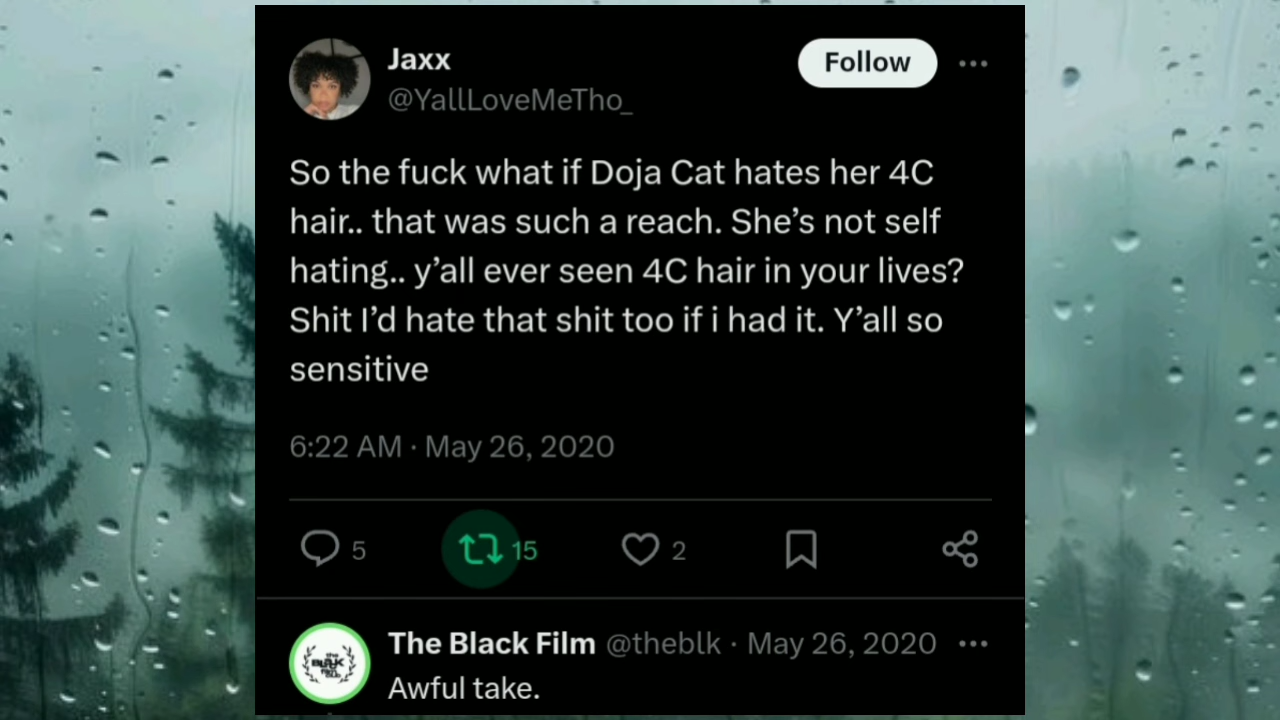 Jaxx
Follow
@YallLoveMeTho_
So the fuck what if Doja Cat hates her 4C
hair.. that was such a reach. She’s not self
hating.. y’all ever seen 4C hair in your lives?
Shit I’d hate that shit too if i had it. Y’all so
sensitive
6:22 AM · May 26, 2020
5
15
2
The Black Film @theblk · May 26, 2020
Awful take.